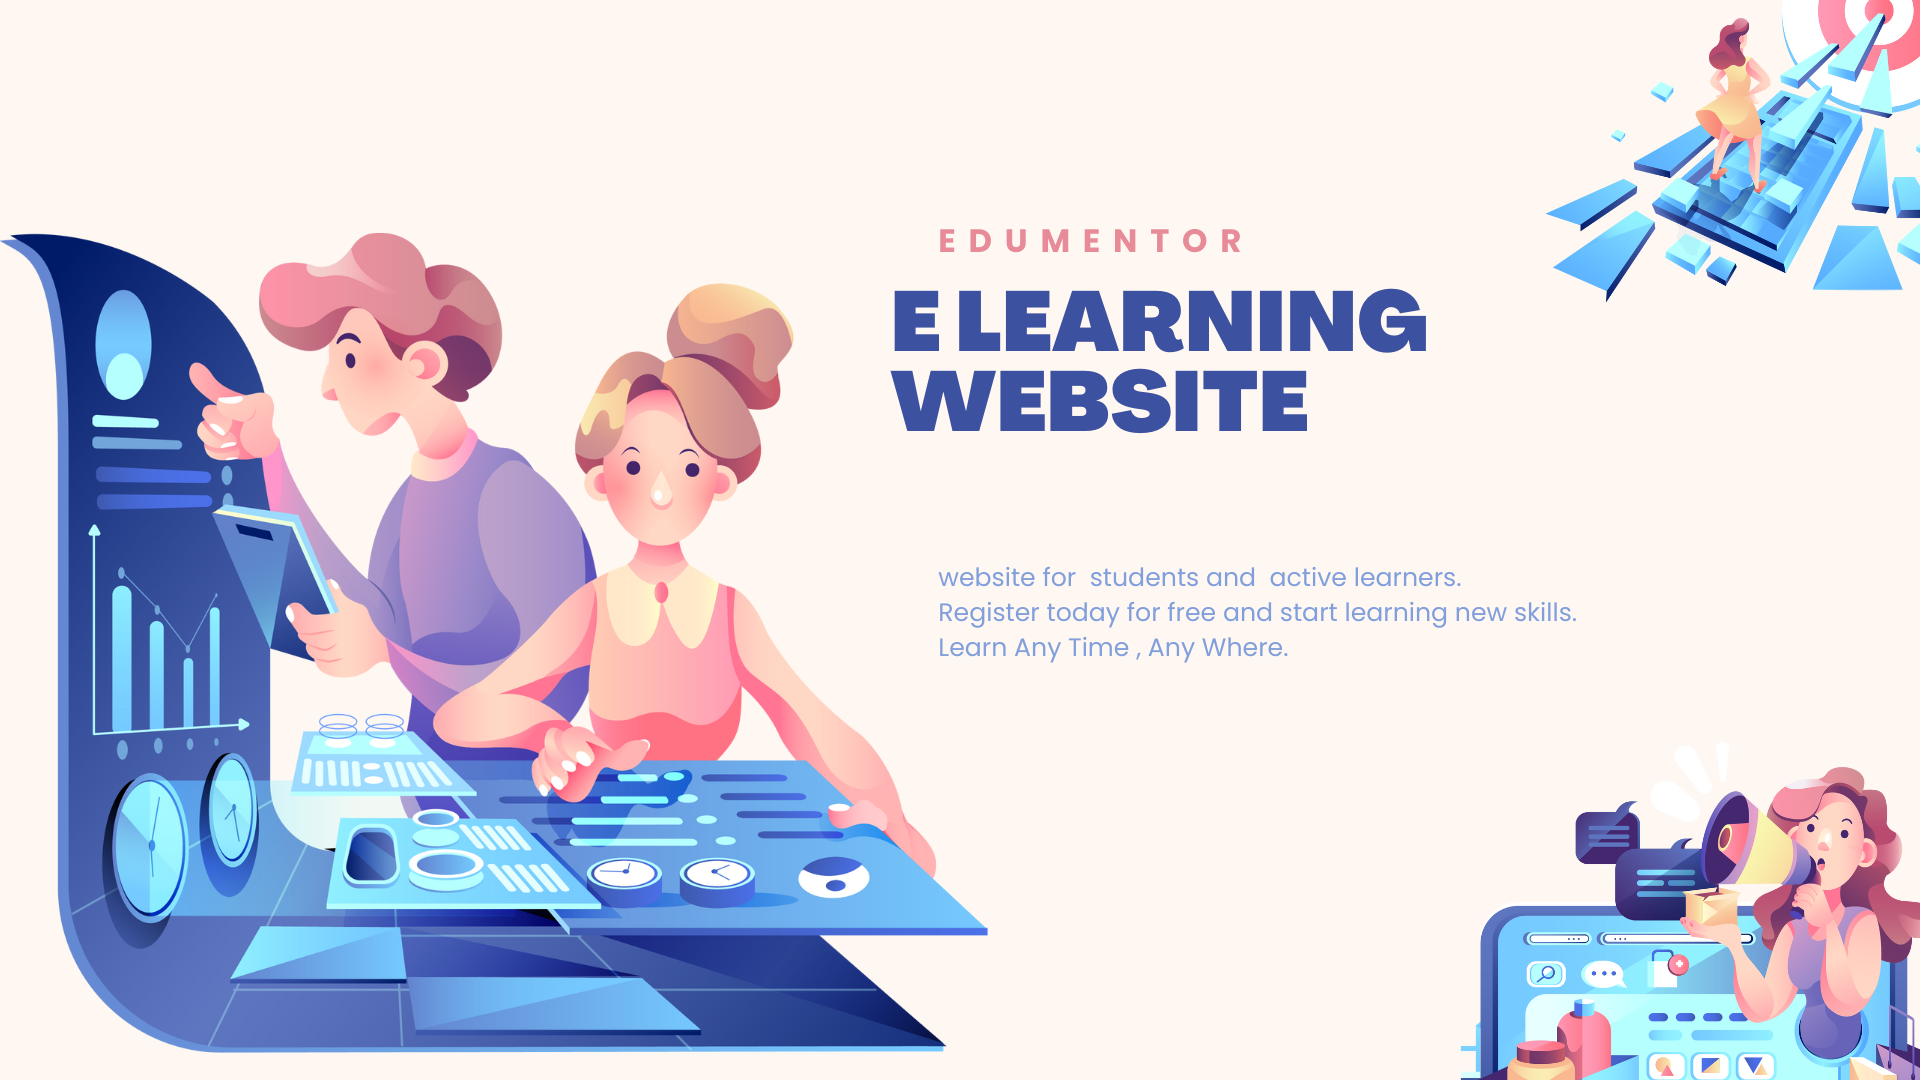 EDUMENTOR
E LEARNING
WEBSITE
website for  students and  active learners.
Register today for free and start learning new skills.
Learn Any Time , Any Where.